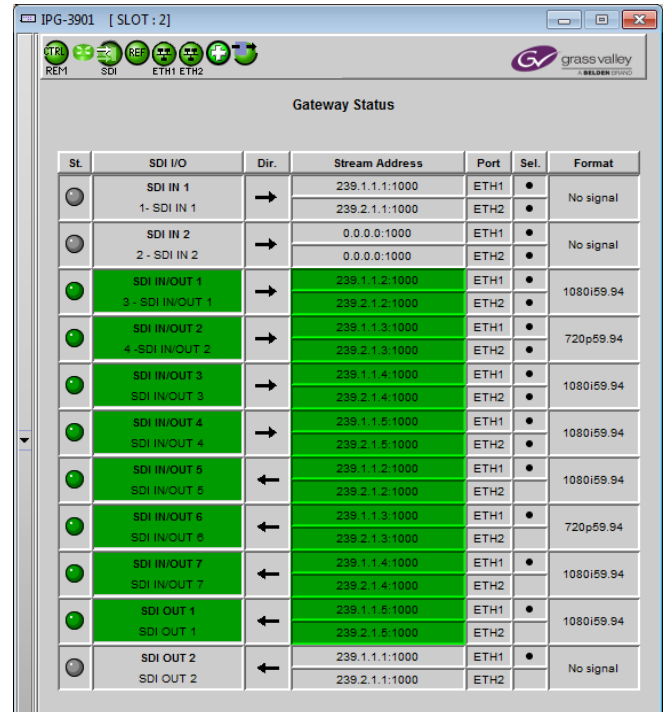 IPG-3901 [ SLOT : 2]
CTRL REF
REM SDI ETH1 ETH2
GV grass valley
A BELDEN BRAND
Gateway Status
St. SDI I/O Dir. Stream Address Port Sel. Format
SDI IN 1 239.1.1.1:1000 ETH1
No signal
1- SDI IN 1 239.2.1.1:1000 ETH2
SDI IN 2 0.0.0.0:1000 ETH1
No signal
2 - SDI IN 2 0.0.0.0:1000 ETH2
SDI IN/OUT 1 239.1.1.2:1000 ETH1
1080i59.94
3 - SDI IN/OUT 1 239.2.1.2:1000 ETH2
SDI IN/OUT 2 239.1.1.3:1000 ETH1
720p59.94
4 -SDI IN/OUT 2 239.2.1.3:1000 ETH2
SDI IN/OUT 3 239.1.1.4:1000 ETH1
1080i59.94
SDI IN/OUT 3 239.2.1.4:1000 ETH2
SDI IN/OUT 4 239.1.1.5:1000 ETH1
1080i59.94
SDI IN/OUT 4 239.2.1.5:1000 ETH2
SDI IN/OUT 5 239.1.1.2:1000 ETH1
1080i59.94
SDI IN/OUT 5 239.2.1.2:1000 ETH2
SDI IN/OUT 6 239.1.1.3:1000 ETH1
720p59.94
SDI IN/OUT 6 239.2.1.3:1000 ETH2
SDI IN/OUT 7 239.1.1.4:1000 ETH1
1080i59.94
SDI IN/OUT 7 239.2.1.4:1000 ETH2
SDI OUT 1 239.1.1.5:1000 ETH1
1080i59.94
SDI OUT 1 239.2.1.5:1000 ETH2
SDI OUT 2 239.1.1.1:1000 ETH1
No signal
SDI OUT 2 239.2.1.1:1000 ETH2